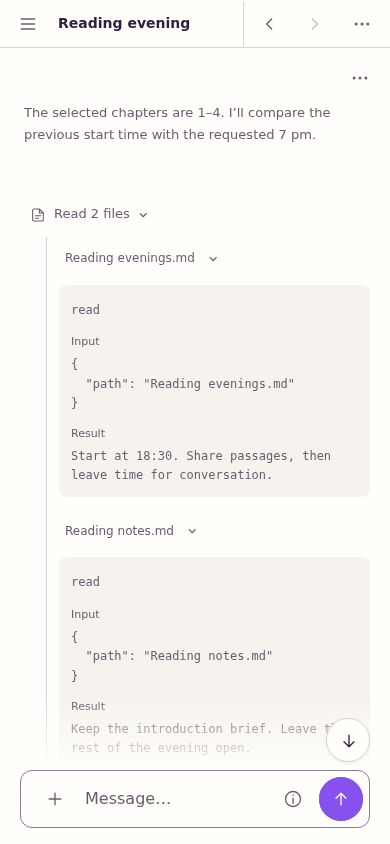 Reading evening
The selected chapters are 1–4. I’ll compare the
previous start time with the requested 7 pm.
Read 2 files
Reading evenings.md
read
Input
{
"path": "Reading evenings.md"
}
Result
Start at 18:30. Share passages, then
leave time for conversation.
Reading notes.md
read
Input
{
"path": "Reading notes.md"
}
Result
Keep the introduction brief. Leave
rest of the evening open.
Message...